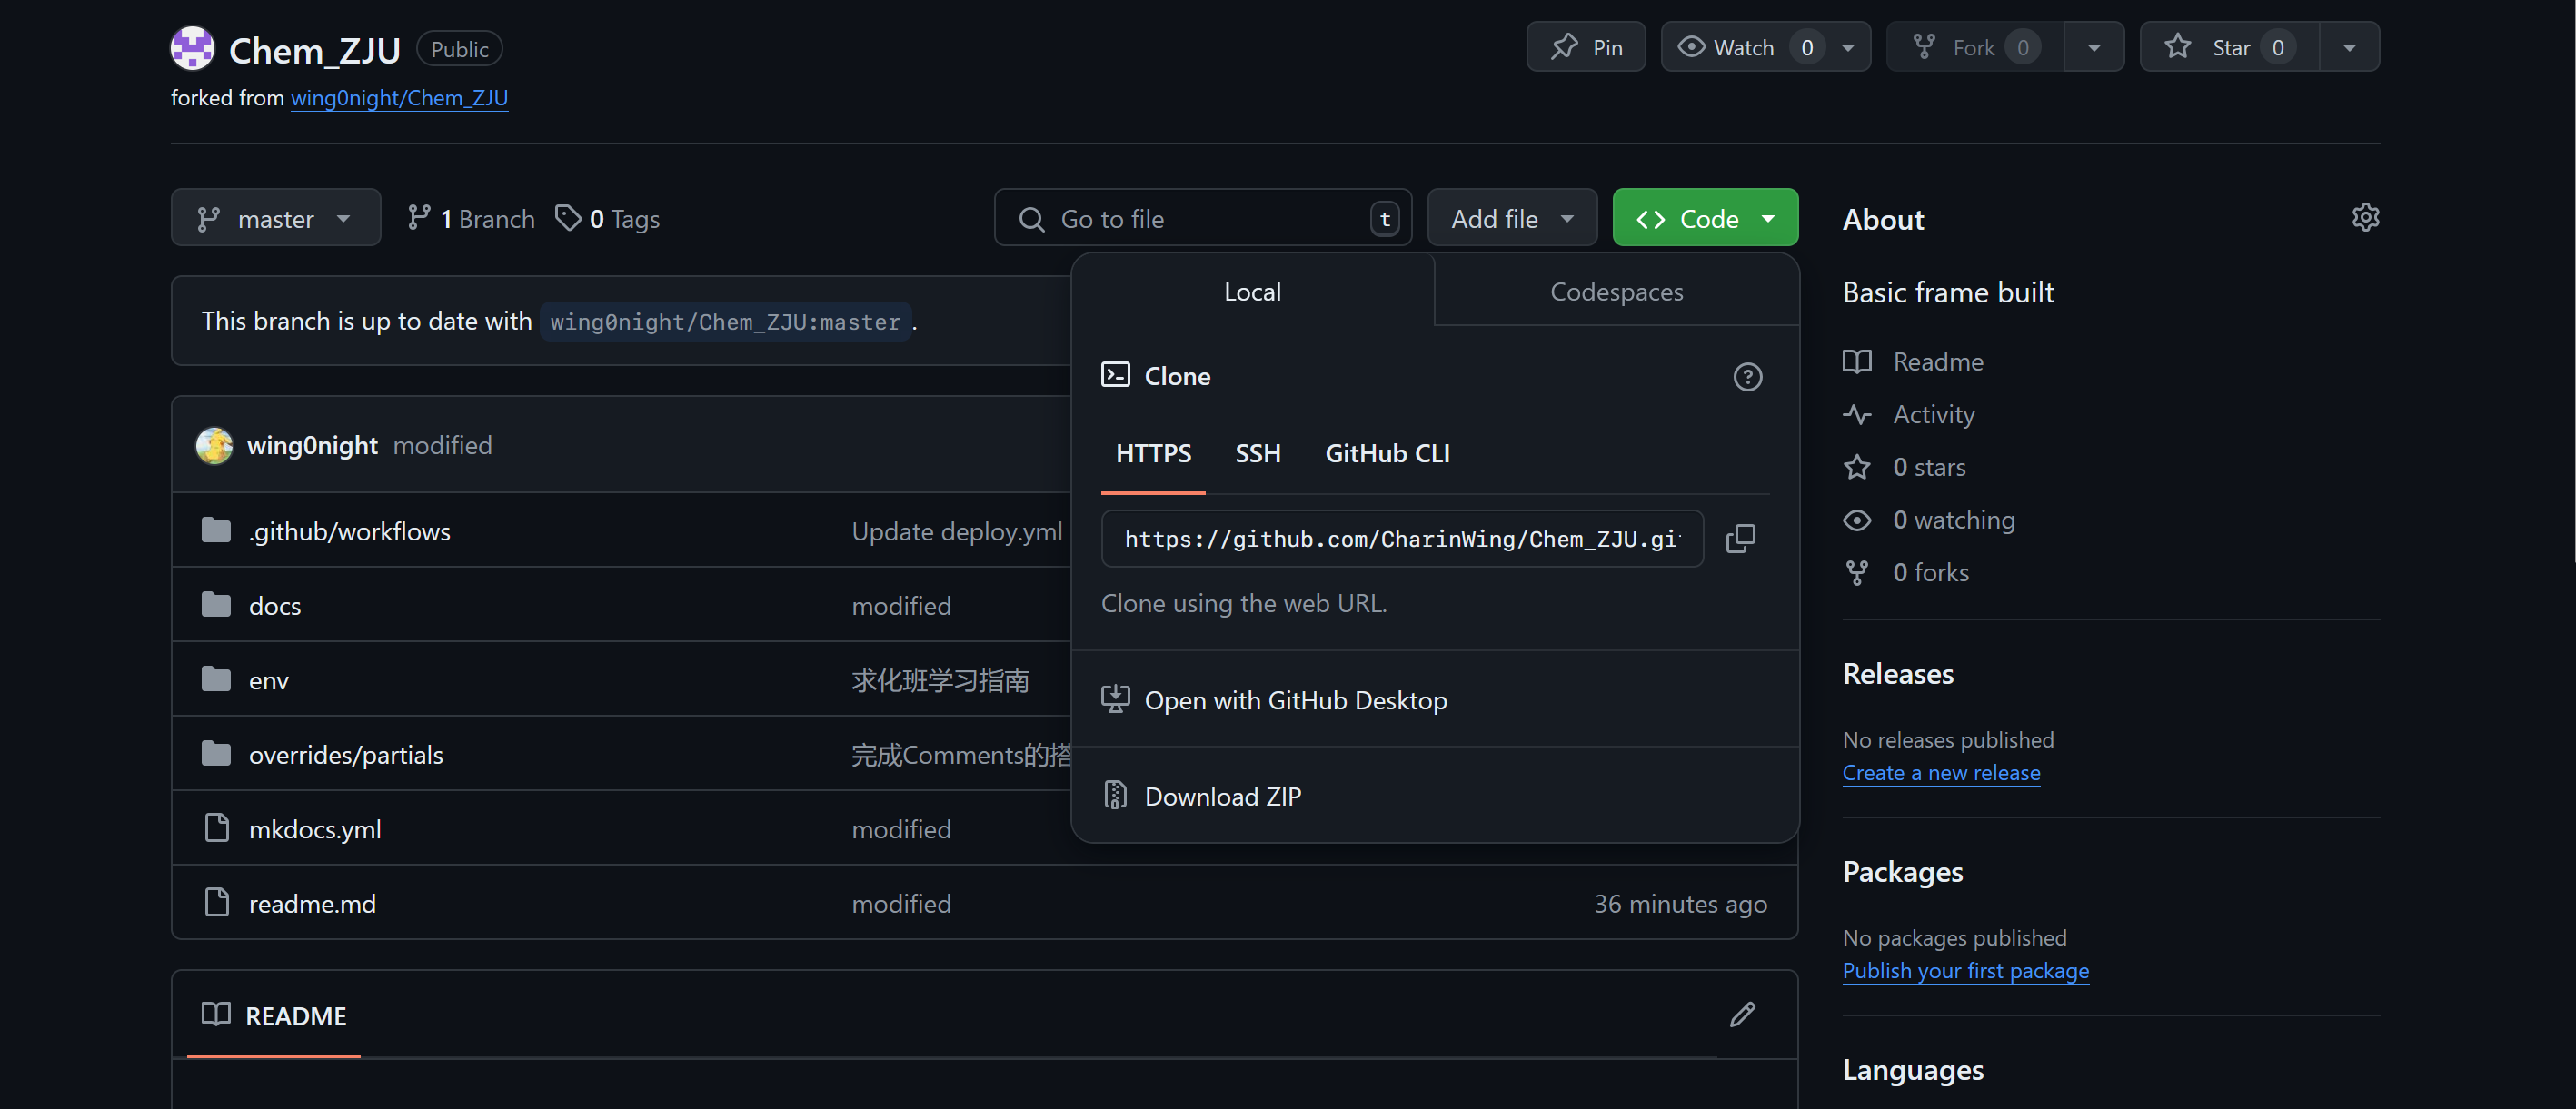 Chem_ZJU Public
Pin
Watch 0
Fork 0
Star 0
forked from wing0night/Chem_ZJU
master
1 Branch
0 Tags
Go to file t
Add file
Code
About
Local
Codespaces
Basic frame built
This branch is up to date with wing0night/Chem_ZJU:master.
Clone
Readme
Activity
wing0night modified
HTTPS
SSH
GitHub CLI
0 stars
0 watching
.github/workflows
Update deploy.yml
https://github.com/CharinWing/Chem_ZJU.gi
0 forks
docs
modified
Clone using the web URL.
env
求化班学习指南
Open with GitHub Desktop
Releases
No releases published
Create a new release
overrides/partials
完成Comments的搭
Download ZIP
mkdocs.yml
modified
Packages
readme.md
modified
36 minutes ago
No packages published
Publish your first package
README
Languages